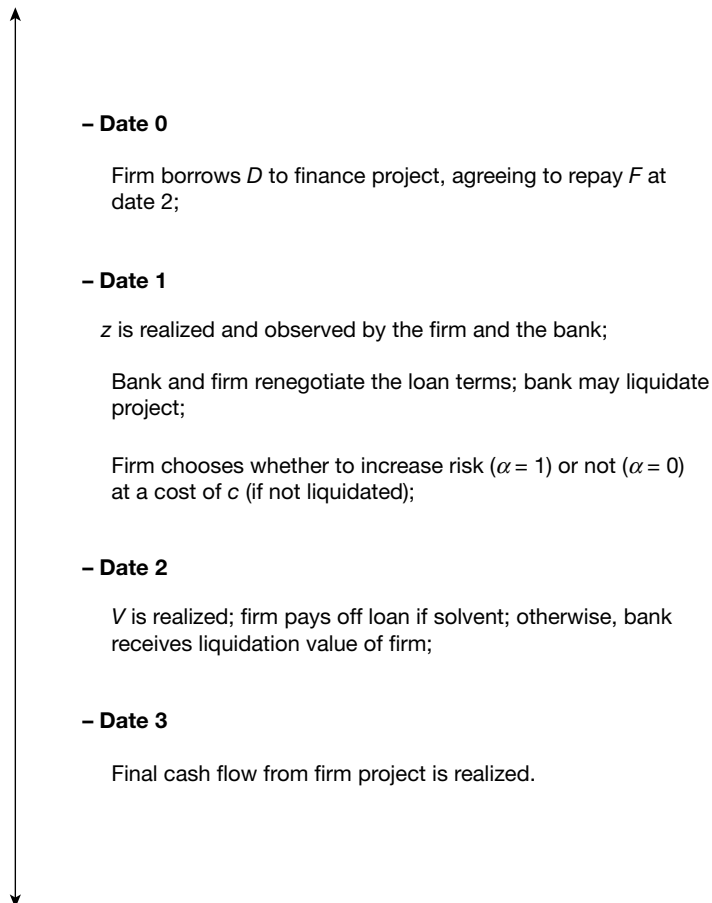 – Date 0
Firm borrows D to finance project, agreeing to repay F at
date 2;
– Date 1
z is realized and observed by the firm and the bank;
Bank and firm renegotiate the loan terms; bank may liquidate
project;
Firm chooses whether to increase risk (α = 1) or not (α = 0)
at a cost of c (if not liquidated);
– Date 2
V is realized; firm pays off loan if solvent; otherwise, bank
receives liquidation value of firm;
– Date 3
Final cash flow from firm project is realized.